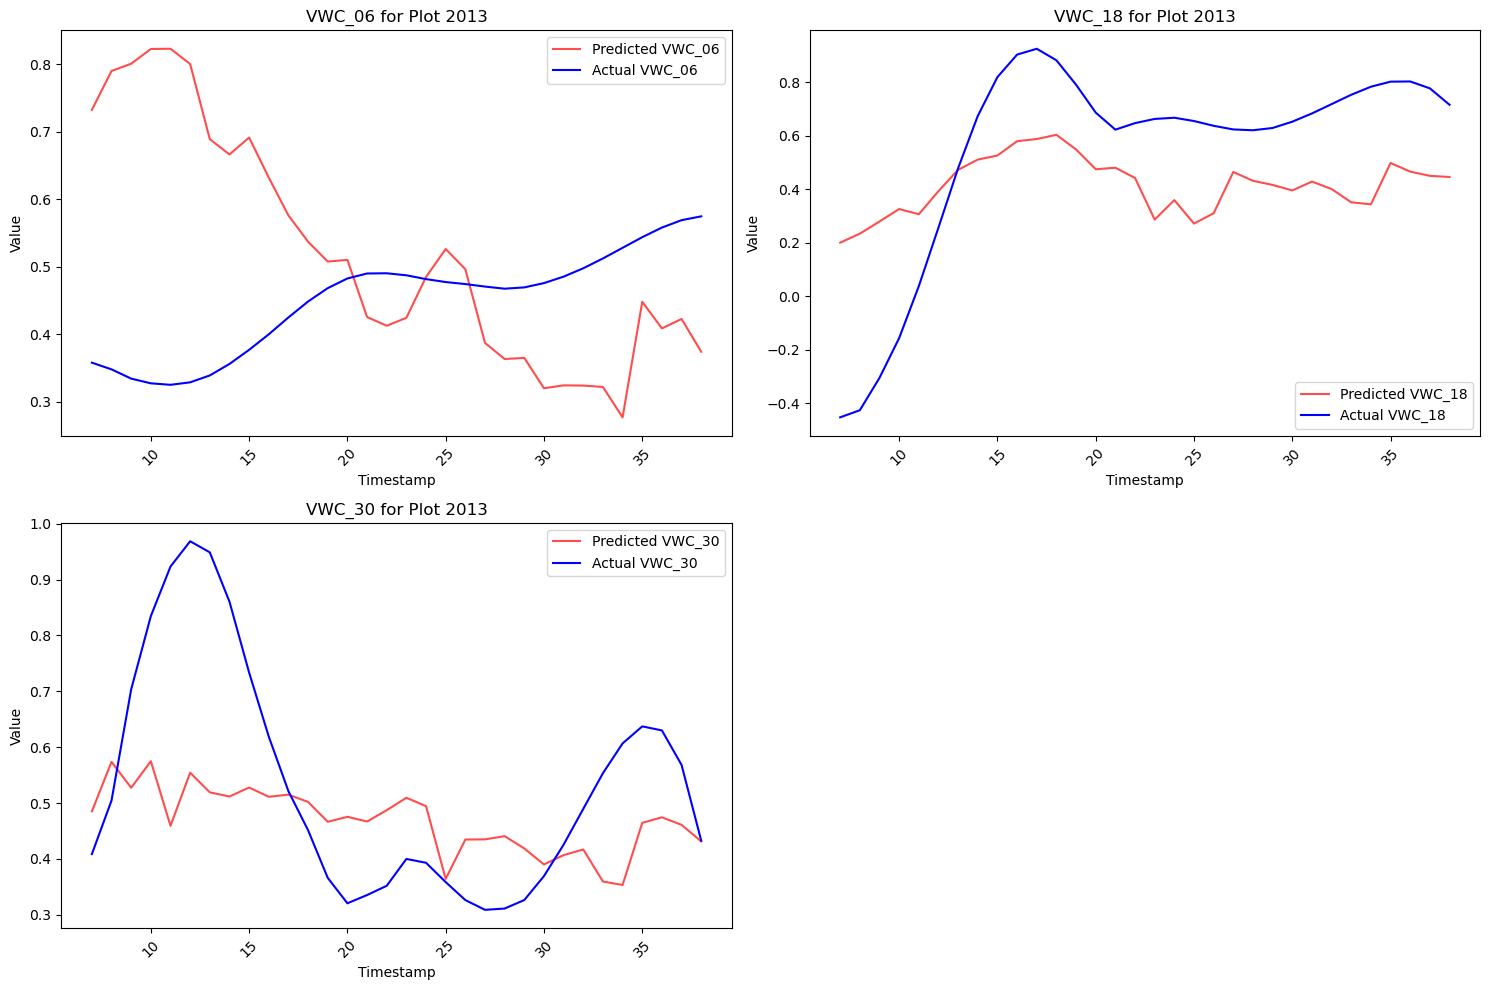 VWC_06 for Plot 2013
Predicted VWC_06
Actual VWC_06
Value
0.8
0.7
0.6
0.5
0.4
0.3
10
15
20
25
30
35
Timestamp
VWC_18 for Plot 2013
Predicted VWC_18
Actual VWC_18
Value
0.8
0.6
0.4
0.2
0.0
−0.2
−0.4
10
15
20
25
30
35
Timestamp
VWC_30 for Plot 2013
Predicted VWC_30
Actual VWC_30
Value
1.0
0.9
0.8
0.7
0.6
0.5
0.4
0.3
10
15
20
25
30
35
Timestamp